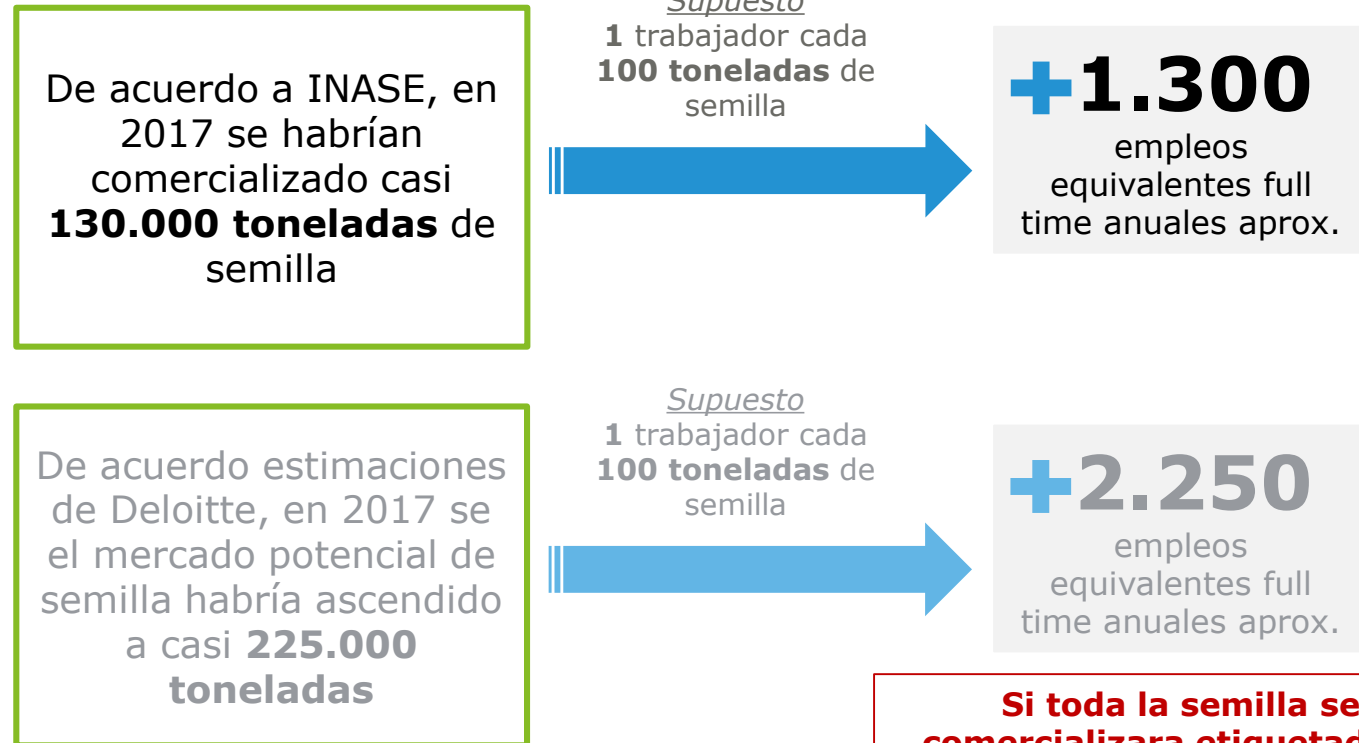 De acuerdo a INASE, en
2017 se habrían
comercializado casi
130.000 toneladas de
semilla
Supuesto
1 trabajador cada
100 toneladas de
semilla
+1.300
empleos
equivalentes full
time anuales aprox.
De acuerdo estimaciones
de Deloitte, en 2017 se
el mercado potencial de
semilla habría ascendido
a casi 225.000
toneladas
Supuesto
1 trabajador cada
100 toneladas de
semilla
+2.250
empleos
equivalentes full
time anuales aprox.
Si toda la semilla se
comercializara